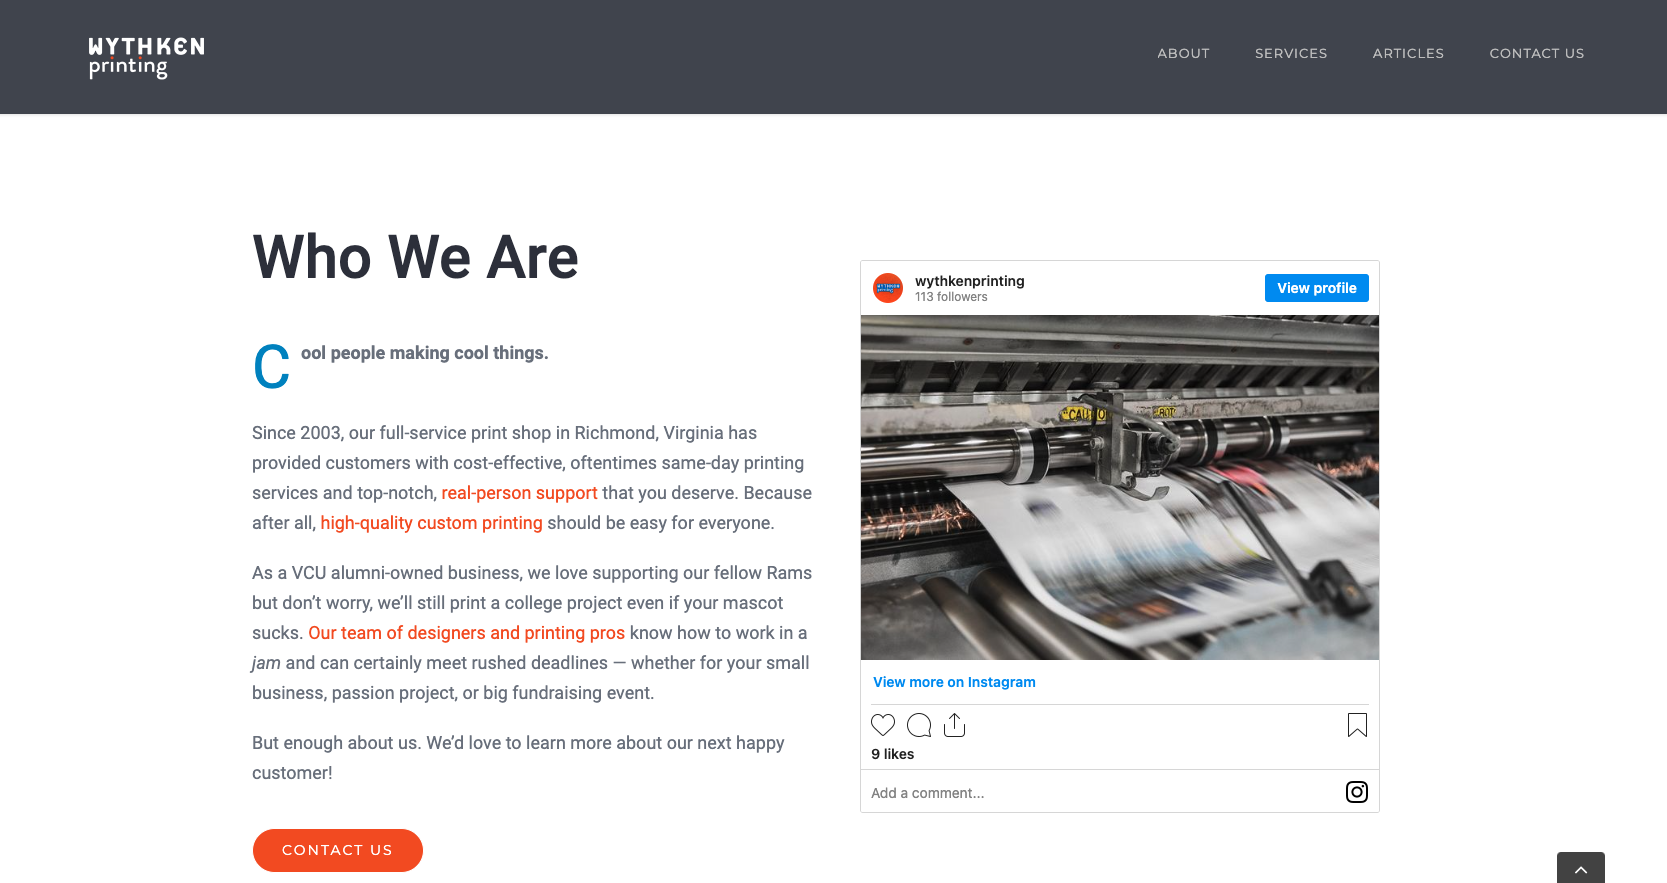 WYTHKEN
printing
ABOUT SERVICES ARTICLES CONTACT US
Who We Are
Cool people making cool things.
Since 2003, our full-service print shop in Richmond, Virginia has
provided customers with cost-effective, oftentimes same-day printing
services and top-notch, real-person support that you deserve. Because
after all, high-quality custom printing should be easy for everyone.
As a VCU alumni-owned business, we love supporting our fellow Rams
but don’t worry, we’ll still print a college project even if your mascot
sucks. Our team of designers and printing pros know how to work in a
jam and can certainly meet rushed deadlines — whether for your small
business, passion project, or big fundraising event.
But enough about us. We’d love to learn more about our next happy
customer!
CONTACT US
WYTHKEN
printing
wythkenprinting
113 followers
View profile
CAUTIO
View more on Instagram
9 likes
Add a comment...